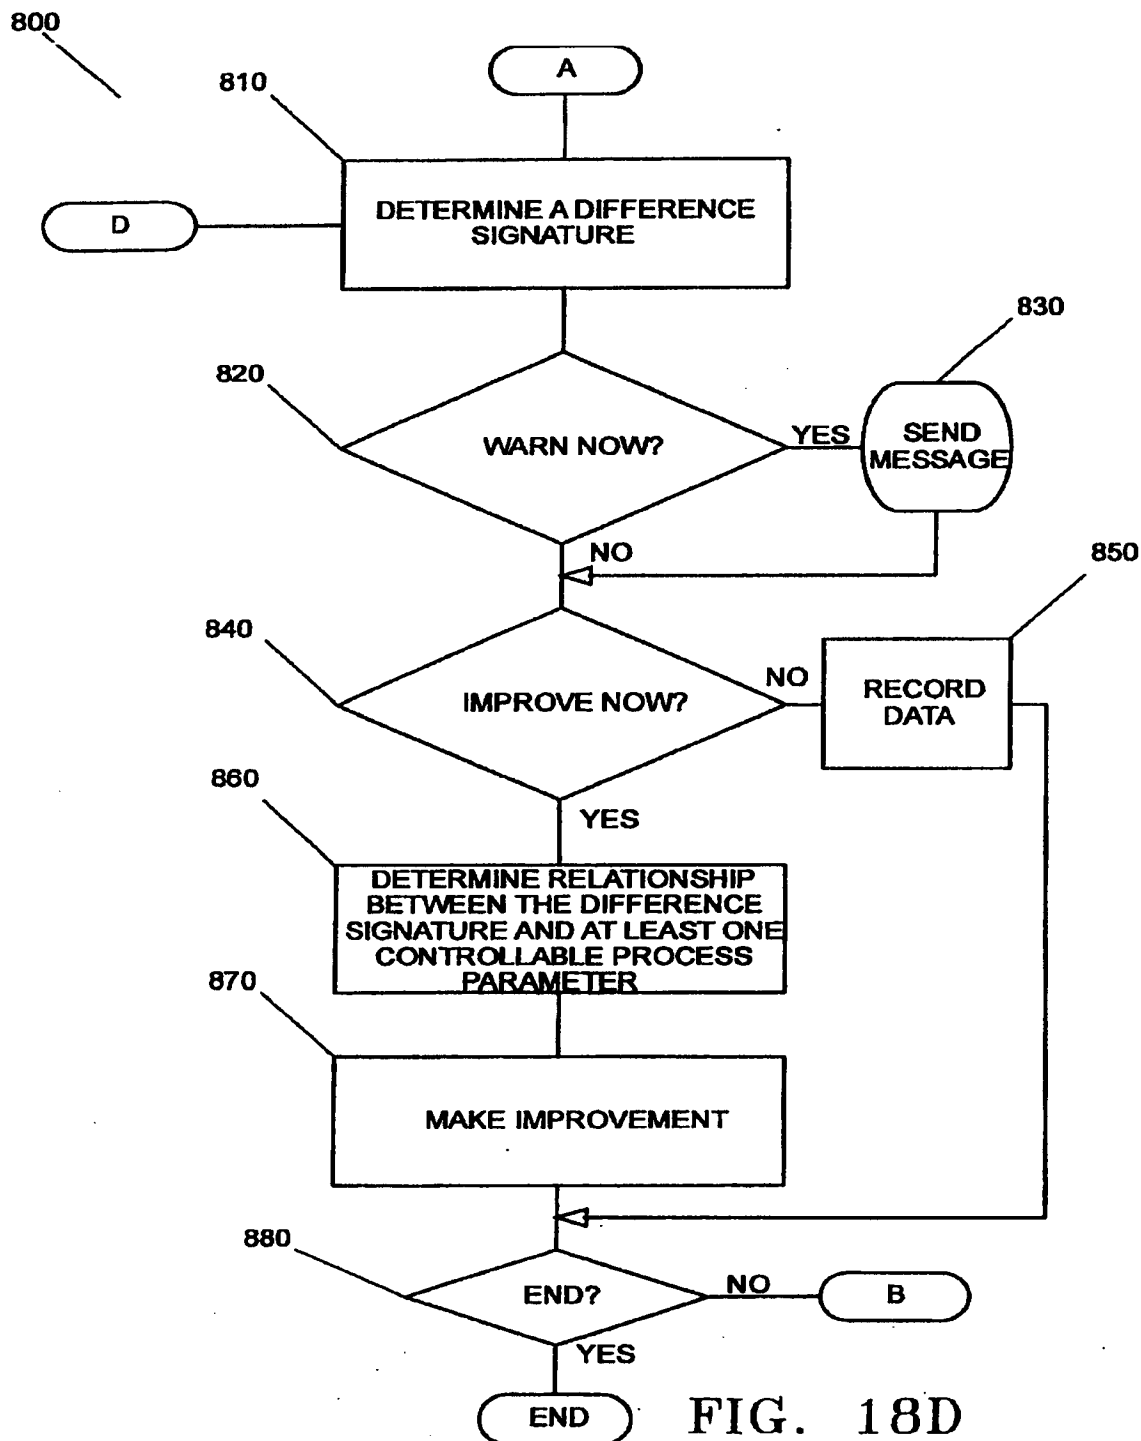 800
A
810
D
DETERMINE A DIFFERENCE
SIGNATURE
830
820
WARN NOW?
YES
SEND
MESSAGE
NO
850
840
IMPROVE NOW?
NO
RECORD
DATA
860
YES
DETERMINE RELATIONSHIP
BETWEEN THE DIFFERENCE
SIGNATURE AND AT LEAST ONE
CONTROLLABLE PROCESS
PARAMETER
870
MAKE IMPROVEMENT
880
END?
NO
B
YES
END
FIG. 18D